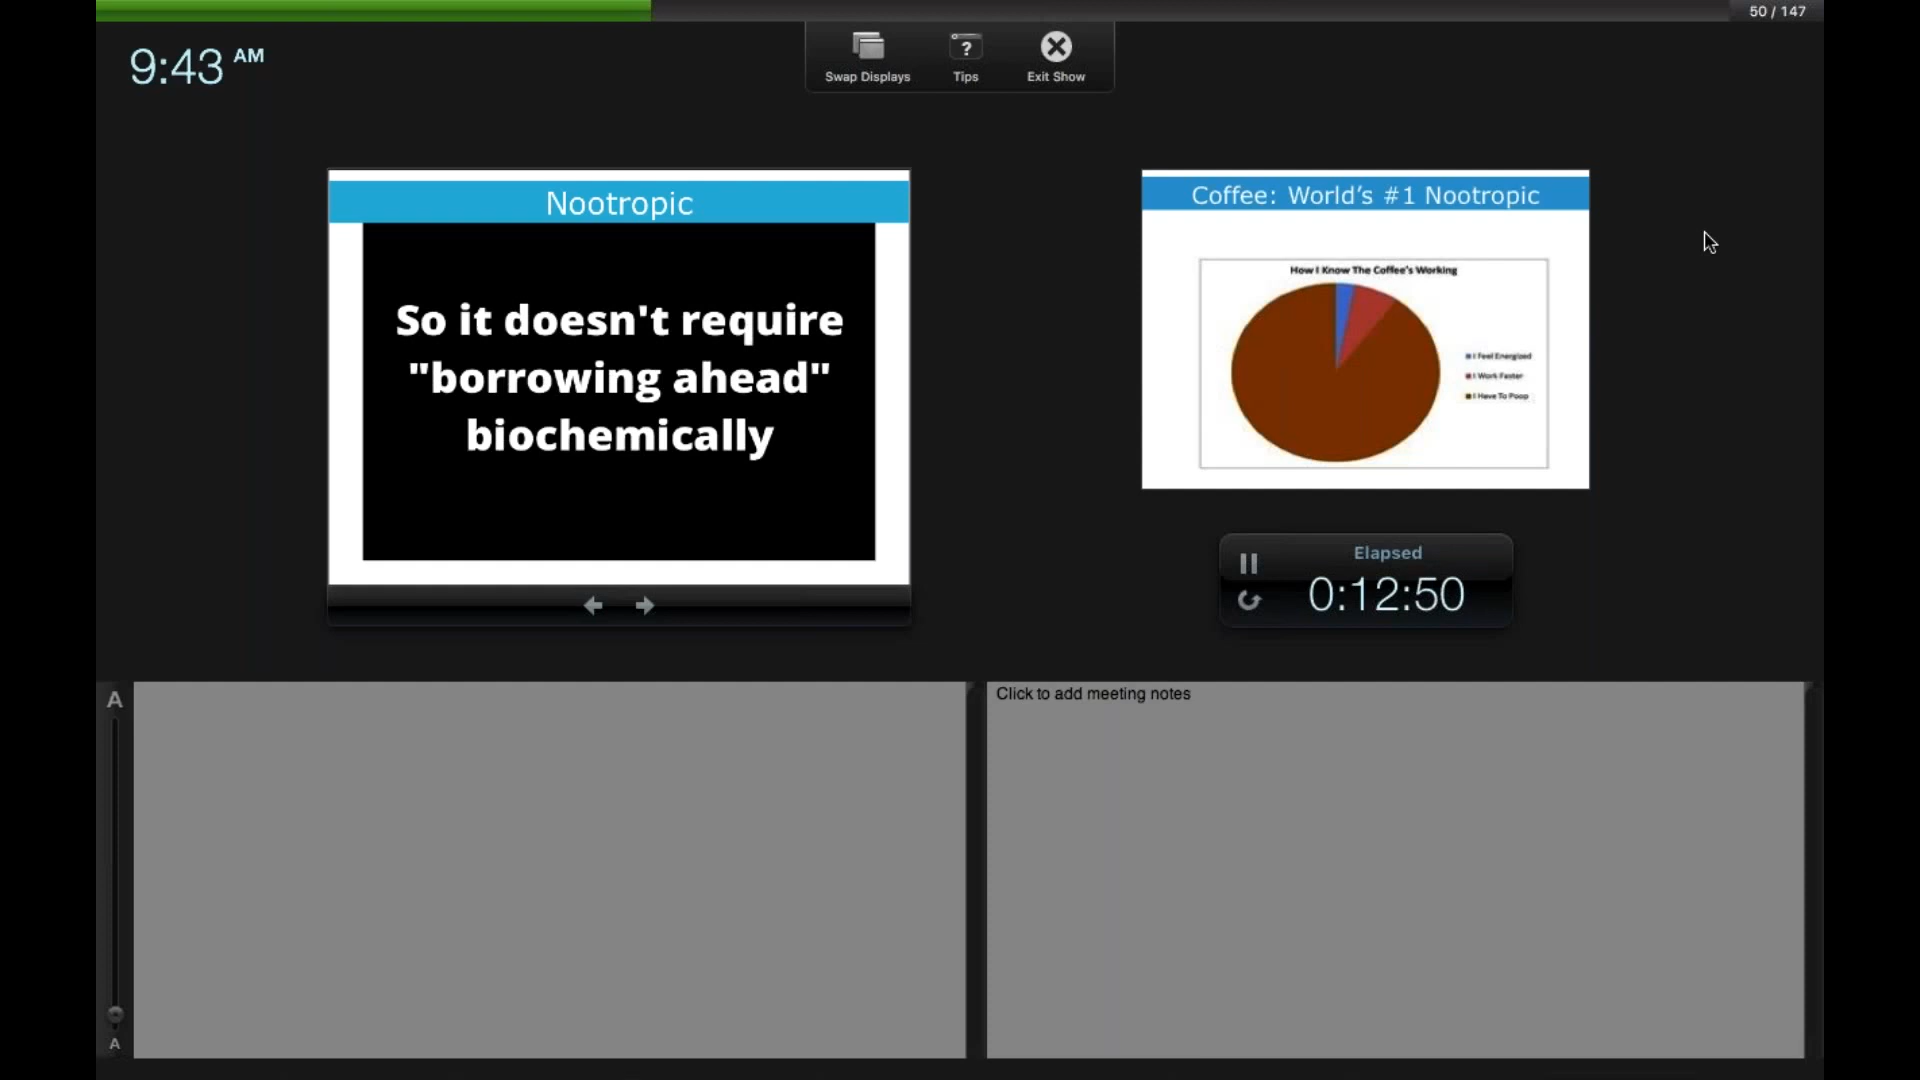 50 / 147
9:43 AM
Swap Displays
Tips
Exit Show
Nootropic
So it doesn't require
"borrowing ahead"
biochemically
Coffee: World's #1 Nootropic
How I Know The Coffee's Working
I Feel Energized
I Work Faster
I Have To Poop
Elapsed
0:12:50
A
A
Click to add meeting notes